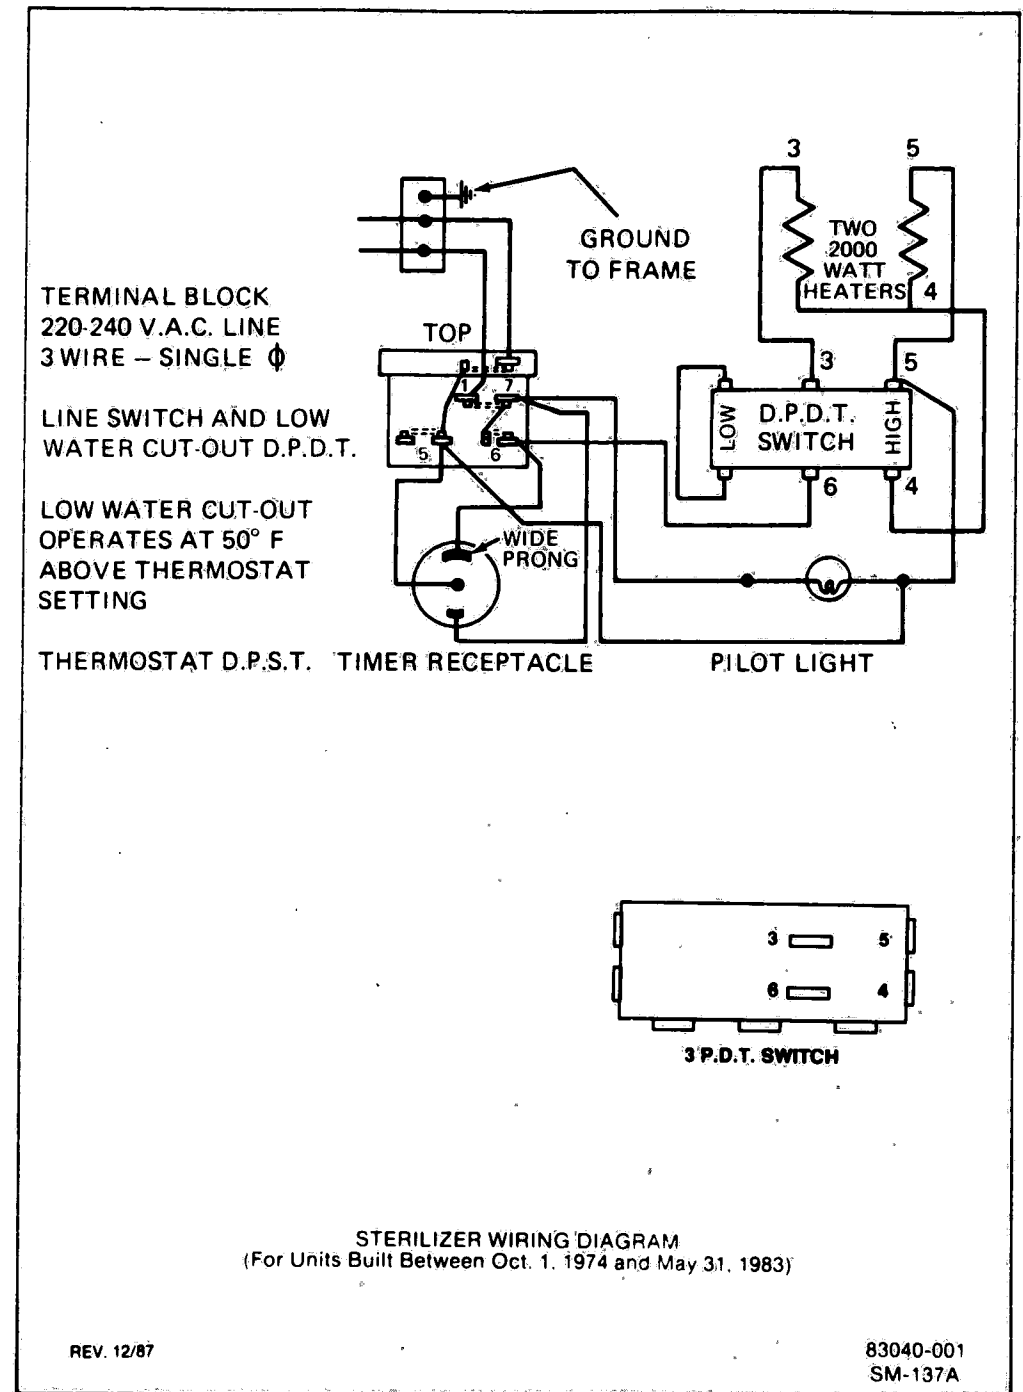 3
5
GROUND
TO FRAME
TWO
2000
WATT
HEATERS
4
TERMINAL BLOCK
220-240 V.A.C. LINE
3 WIRE – SINGLE ϕ
TOP
1
7
5
6
LINE SWITCH AND LOW
WATER CUT-OUT D.P.D.T.
3
5
LOW
D.P.D.T.
SWITCH
HIGH
6
4
LOW WATER CUT-OUT
OPERATES AT 50° F
ABOVE THERMOSTAT
SETTING
WIDE
PRONG
THERMOSTAT D.P.S.T.
TIMER RECEPTACLE
PILOT LIGHT
3
5
6
4
3 P.D.T. SWITCH
STERILIZER WIRING DIAGRAM
(For Units Built Between Oct. 1, 1974 and May 31, 1983)
REV. 12/87
83040-001
SM-137A